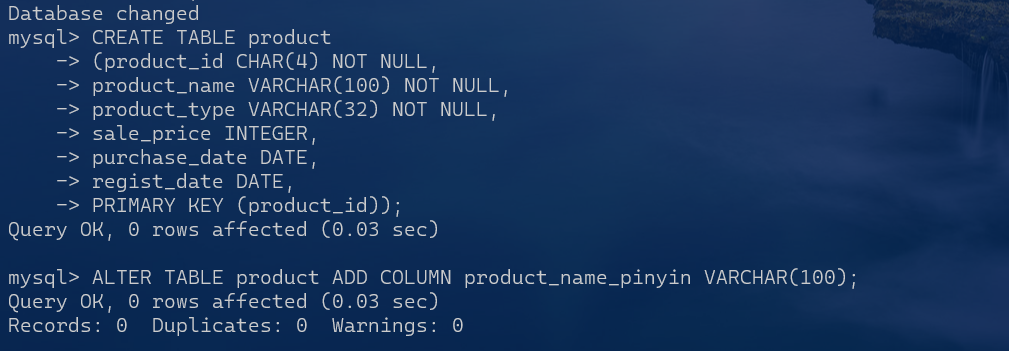 Database changed
mysql> CREATE TABLE product
    -> (product_id CHAR(4) NOT NULL,
    -> product_name VARCHAR(100) NOT NULL,
    -> product_type VARCHAR(32) NOT NULL,
    -> sale_price INTEGER,
    -> purchase_date DATE,
    -> regist_date DATE,
    -> PRIMARY KEY (product_id));
Query OK, 0 rows affected (0.03 sec)

mysql> ALTER TABLE product ADD COLUMN product_name_pinyin VARCHAR(100);
Query OK, 0 rows affected (0.03 sec)
Records: 0  Duplicates: 0  Warnings: 0